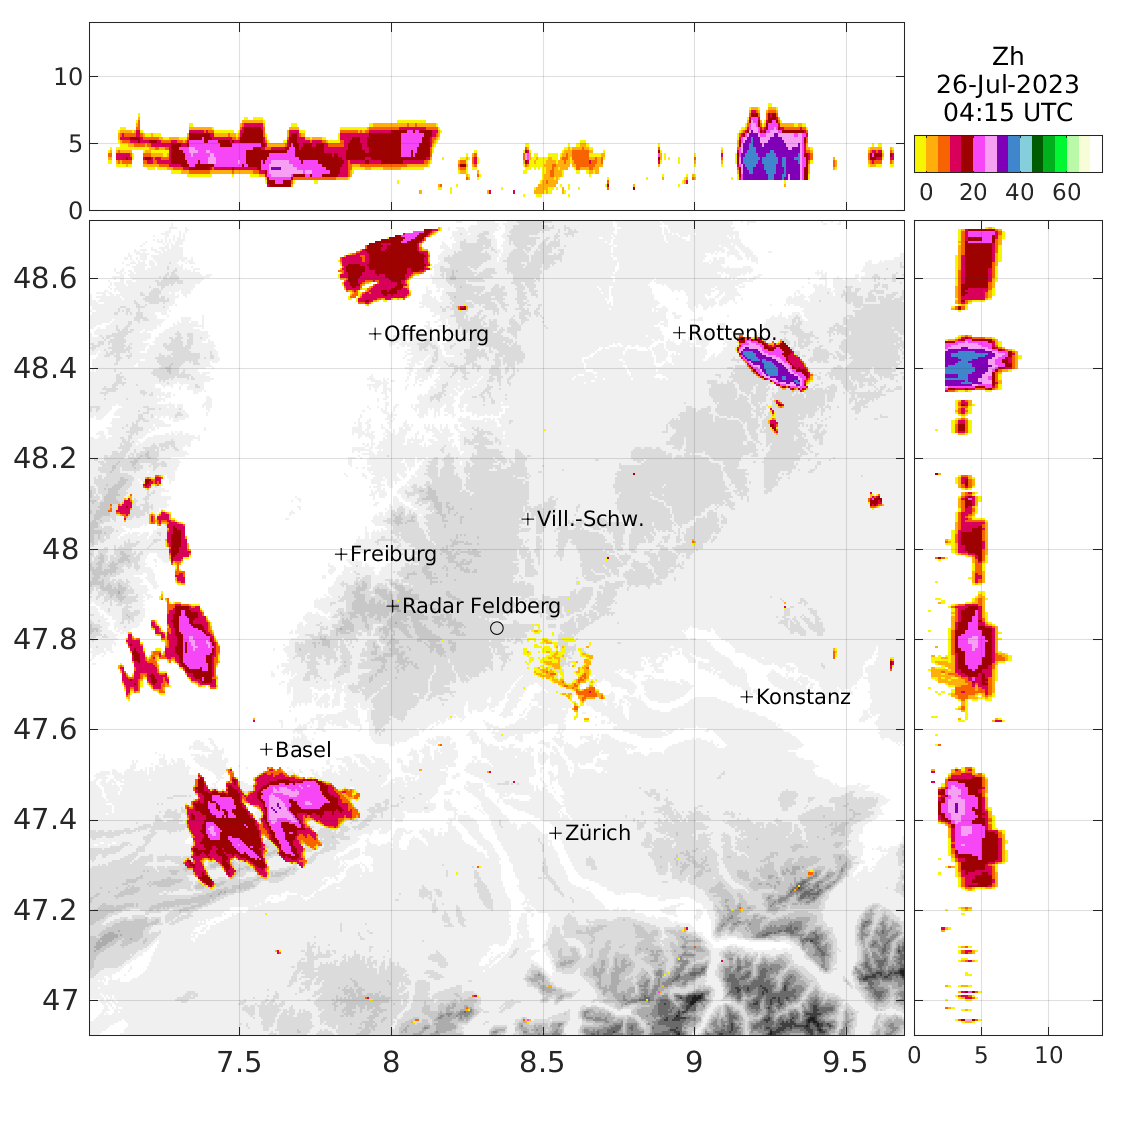 Zh
26-Jul-2023
04:15 UTC
0 20 40 60
10
5
0
48.6
48.4
48.2
48
47.8
47.6
47.4
47.2
47
Offenburg
Rottenb.
Vill.-Schw.
Freiburg
Radar Feldberg
Konstanz
Basel
Zürich
7.5 8 8.5 9 9.5
0 5 10